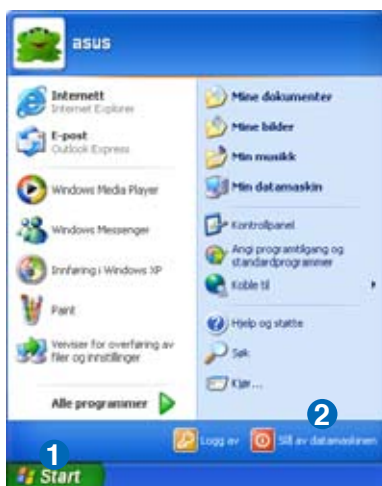 asus
Internett
Internet Explorer
E-post
Outlook Express
Windows Media Player
Windows Messenger
Innføring i Windows XP
Paint
Veiviser for overføring av
filer og innstillinger
Alle programmer
Mine dokumenter
Mine bilder
Min musikk
Min datamaskin
Kontrollpanel
Angi programtilgang og
standardprogrammer
Koble til
Hjelp og støtte
Søk
Kjør...
2
Logg av
Slå av datamaskinen
1
Start